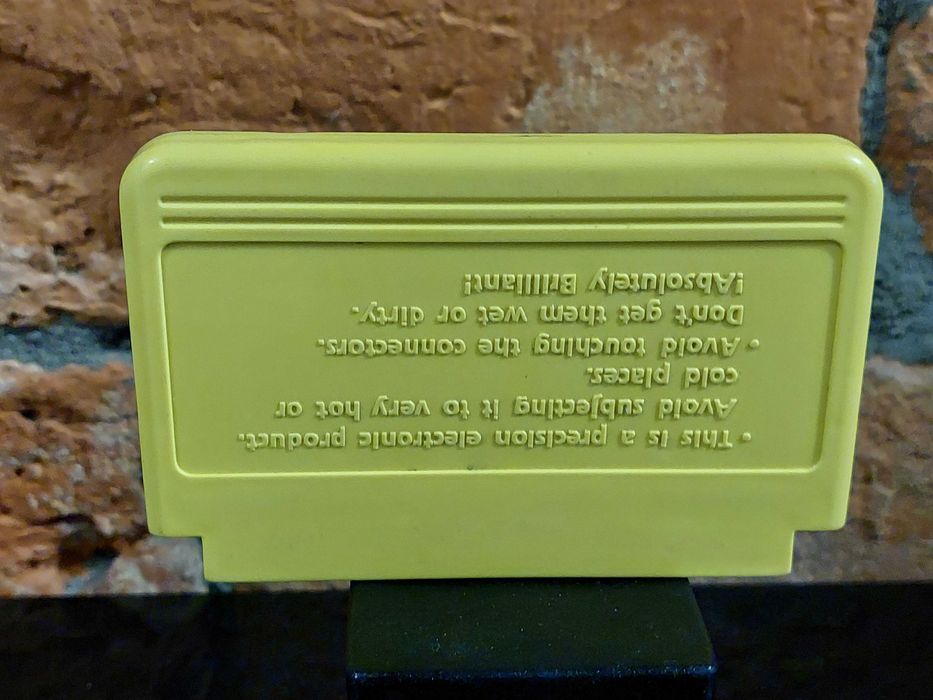 • This is a precision electronic product.
Avoid subjecting it to very hot or
cold places.
• Avoid touching the connectors.
Don't get them wet or dirty.
!Absolutely Brilliant!